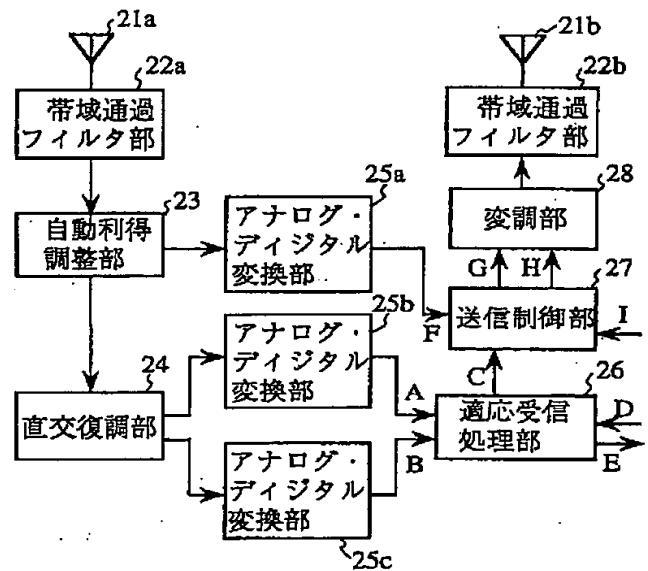 21a
21b
22a
22b
帯域通過
フィルタ部
帯域通過
フィルタ部
23
25a
28
自動利得
調整部
アナログ・
ディジタル
変換部
変調部
G
H
27
25b
F
送信制御部
I
24
アナログ・
ディジタル
変換部
C
26
A
直交復調部
適応受信
処理部
D
B
E
アナログ・
ディジタル
変換部
25c